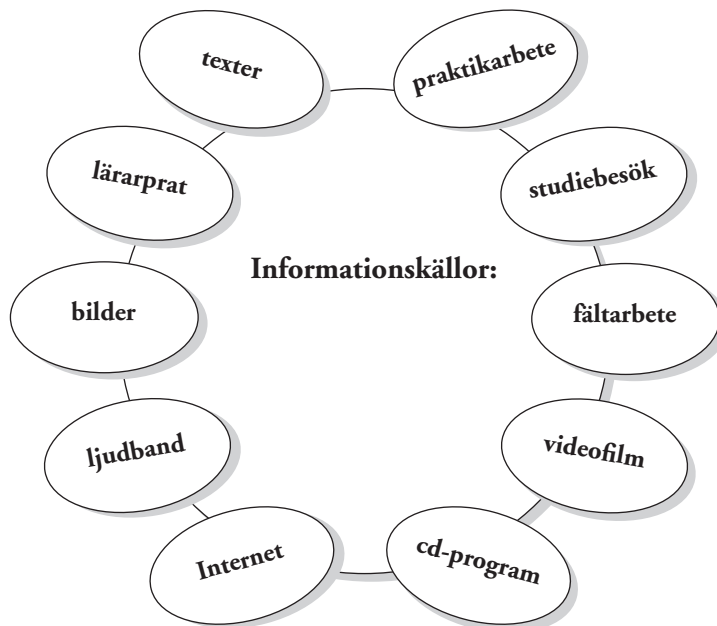 texter
praktikarbete
lärarprat
studiebesök
Informationskällor:
bilder
fältarbete
ljudband
videofilm
Internet
cd-program